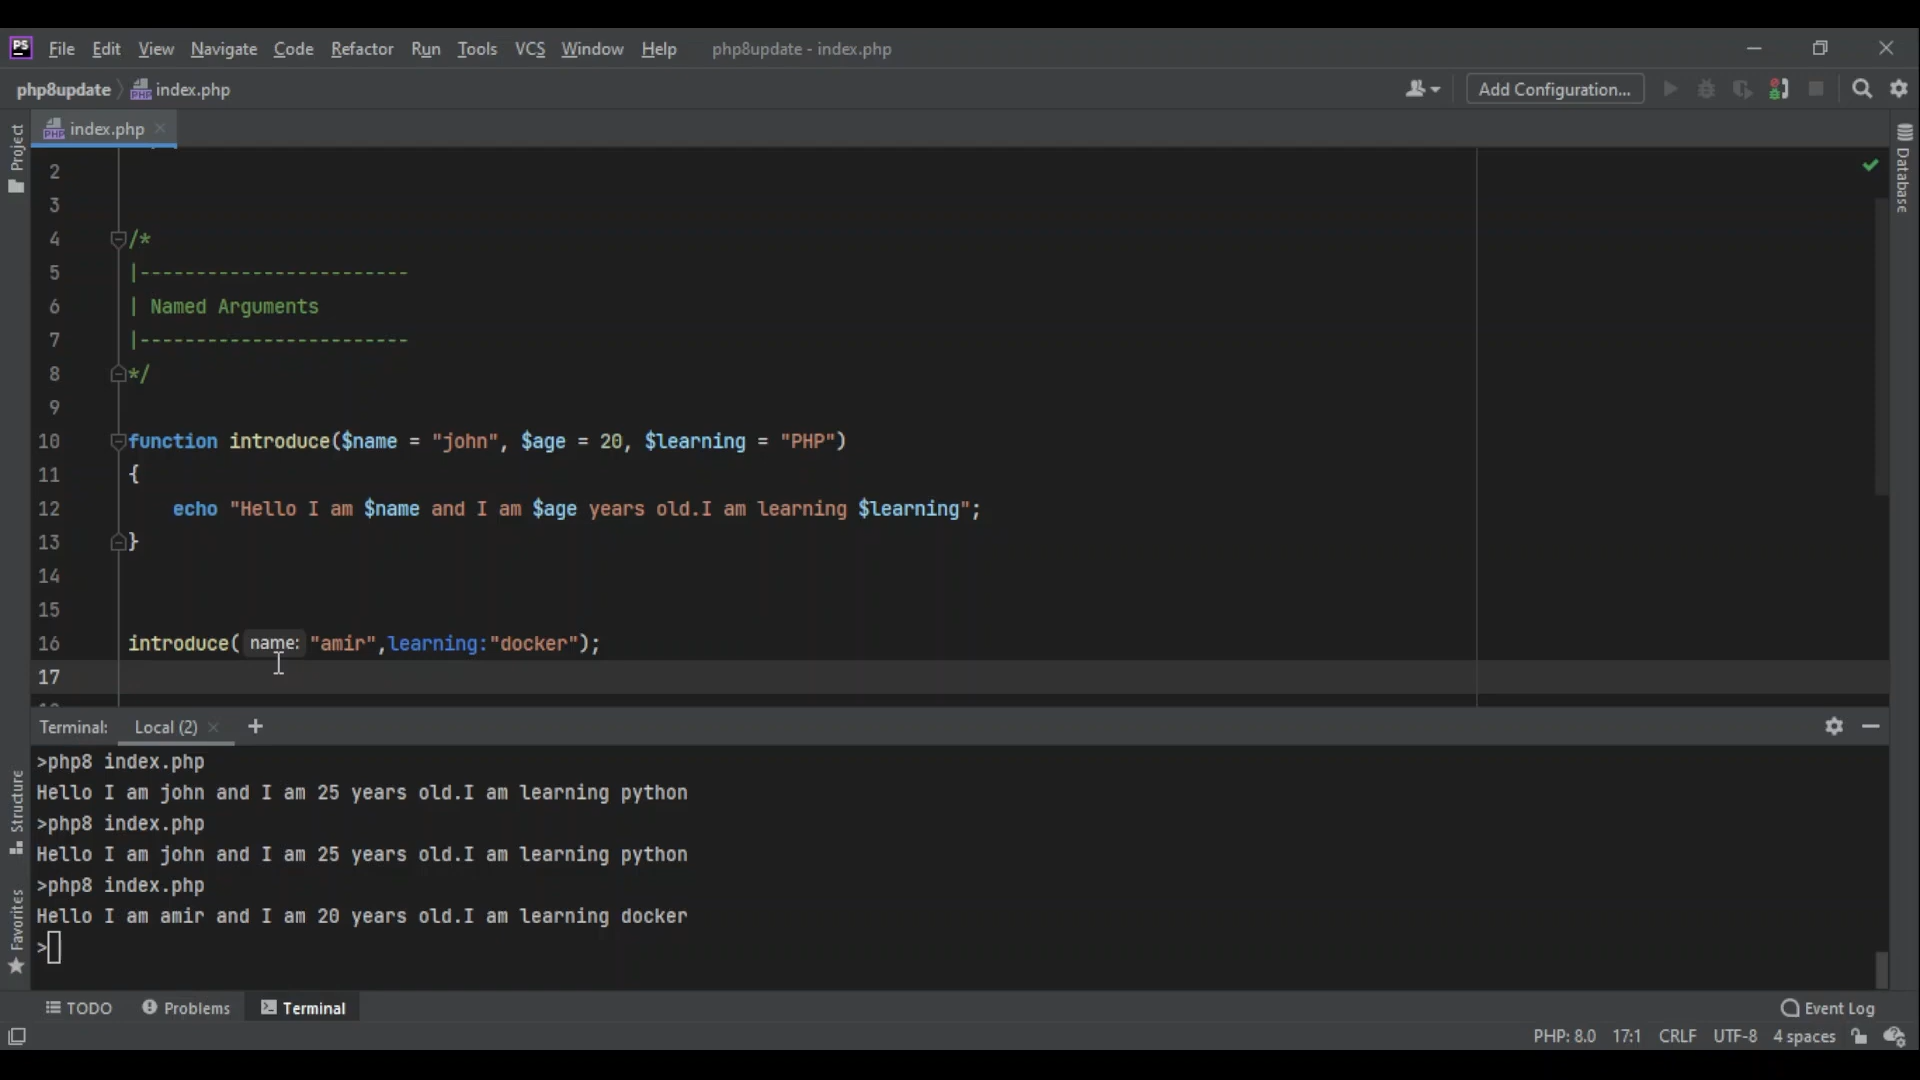 PS File Edit View Navigate Code Refactor Run Tools VCS Window Help php8update - index.php
php8update index.php Add Configuration...
index.php
Project
Database
2
3
4 /*
5 |------------------------
6 | Named Arguments
7 |------------------------
8 */
9
10 function introduce($name = "john", $age = 20, $learning = "PHP")
11 {
12 echo "Hello I am $name and I am $age years old.I am learning $learning";
13 }
14
15
16 introduce( name: "amir",learning:"docker");
17
Terminal: Local (2) +
>php8 index.php
Hello I am john and I am 25 years old.I am learning python
>php8 index.php
Hello I am john and I am 25 years old.I am learning python
>php8 index.php
Hello I am amir and I am 20 years old.I am learning docker
>
Structure
Favorites
TODO Problems Terminal Event Log
PHP: 8.0 17:1 CRLF UTF-8 4 spaces